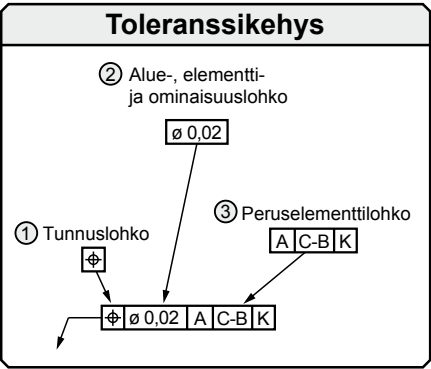 Toleranssikehys
② Alue-, elementti-
ja ominaisuuslohko
ø 0,02
① Tunnuslohko
⌖
③ Peruselementtilohko
A C-B K
⌖ ø 0,02 A C-B K